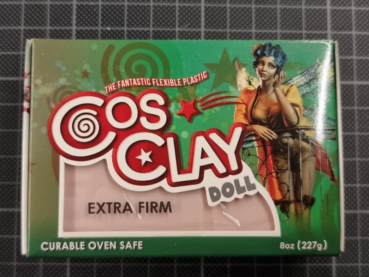 THE FANTASTIC FLEXIBLE PLASTIC
COS
CLAY
DOLL
EXTRA FIRM
CURABLE OVEN SAFE
8oz (227g)